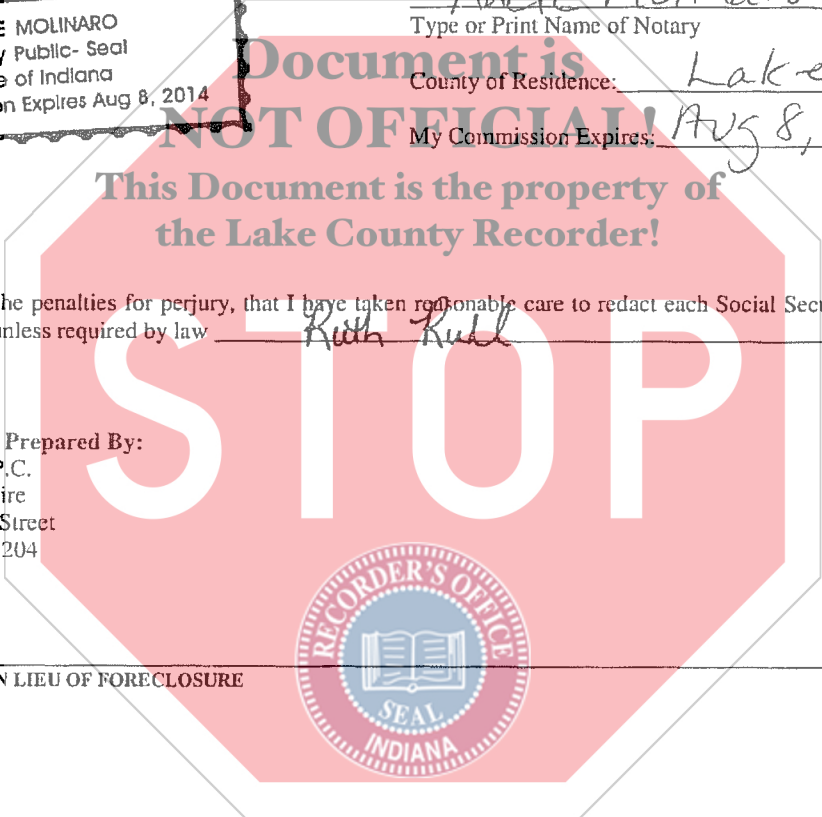 E MOLINARO
y Public- Seal
e of Indiana
on Expires Aug 8, 2014
Type or Print Name of Notary
County of Residence: Lake
My Commission Expires: Aug 8,
Document is
NOT OFFICIAL!
This Document is the property of
the Lake County Recorder!
he penalties for perjury, that I have taken reasonable care to redact each Social Secu
unless required by law Ruth Ruhl
STOP
Prepared By:
P.C.
ire
Street
204
RECORDER'S OFFICE
SEAL
INDIANA
N LIEU OF FORECLOSURE